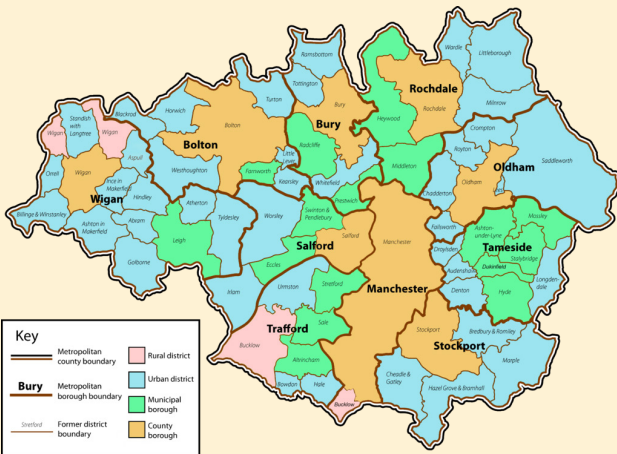 Ramsbottom
Wardle
Littleborough
Tottington
Bury
Bury
Turton
Rochdale
Rochdale
Heywood
Milnrow
Standish
with
Langtree
Wigan
Wigan
Blackrod
Horwich
Bolton
Bolton
Radcliffe
Middleton
Crompton
Royton
Oldham
Oldham
Lees
Saddleworth
Chadderton
Aspull
Westhoughton
Farnworth
Little
Lever
Kearsley
Whitefield
Prestwich
Orrell
Wigan
Wigan
Ince in
Makerfield
Hindley
Billinge & Winstanley
Ashton in
Makerfield
Abram
Atherton
Tyldesley
Leigh
Golborne
Worsley
Swinton &
Pendlebury
Salford
Salford
Eccles
Irlam
Manchester
Manchester
Failsworth
Droylsden
Ashton-
under-Lyne
Mossley
Tameside
Stalybridge
Dukinfield
Audenshaw
Denton
Hyde
Longden-
dale
Urmston
Stretford
Trafford
Sale
Bucklow
Altrincham
Bowdon
Hale
Bucklow
Stockport
Stockport
Bredbury & Romiley
Marple
Cheadle &
Gatley
Hazel Grove & Bramhall
Key
Metropolitan
county boundary
Bury
Metropolitan
borough boundary
Stretford
Former district
boundary
Rural district
Urban district
Municipal
borough
County
borough